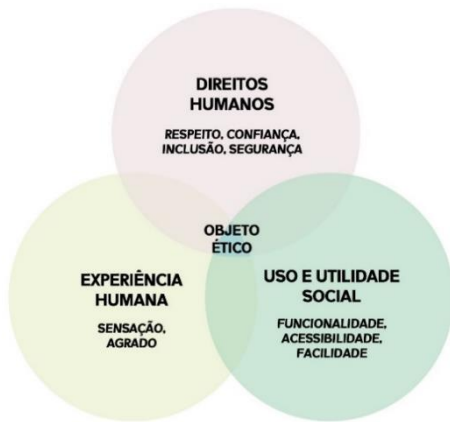 DIREITOS
HUMANOS
RESPEITO, CONFIANÇA,
INCLUSÃO, SEGURANÇA
OBJETO
ÉTICO
EXPERIÊNCIA
HUMANA
SENSAÇÃO,
AGRADO
USO E UTILIDADE
SOCIAL
FUNCIONALIDADE,
ACESSIBILIDADE,
FACILIDADE